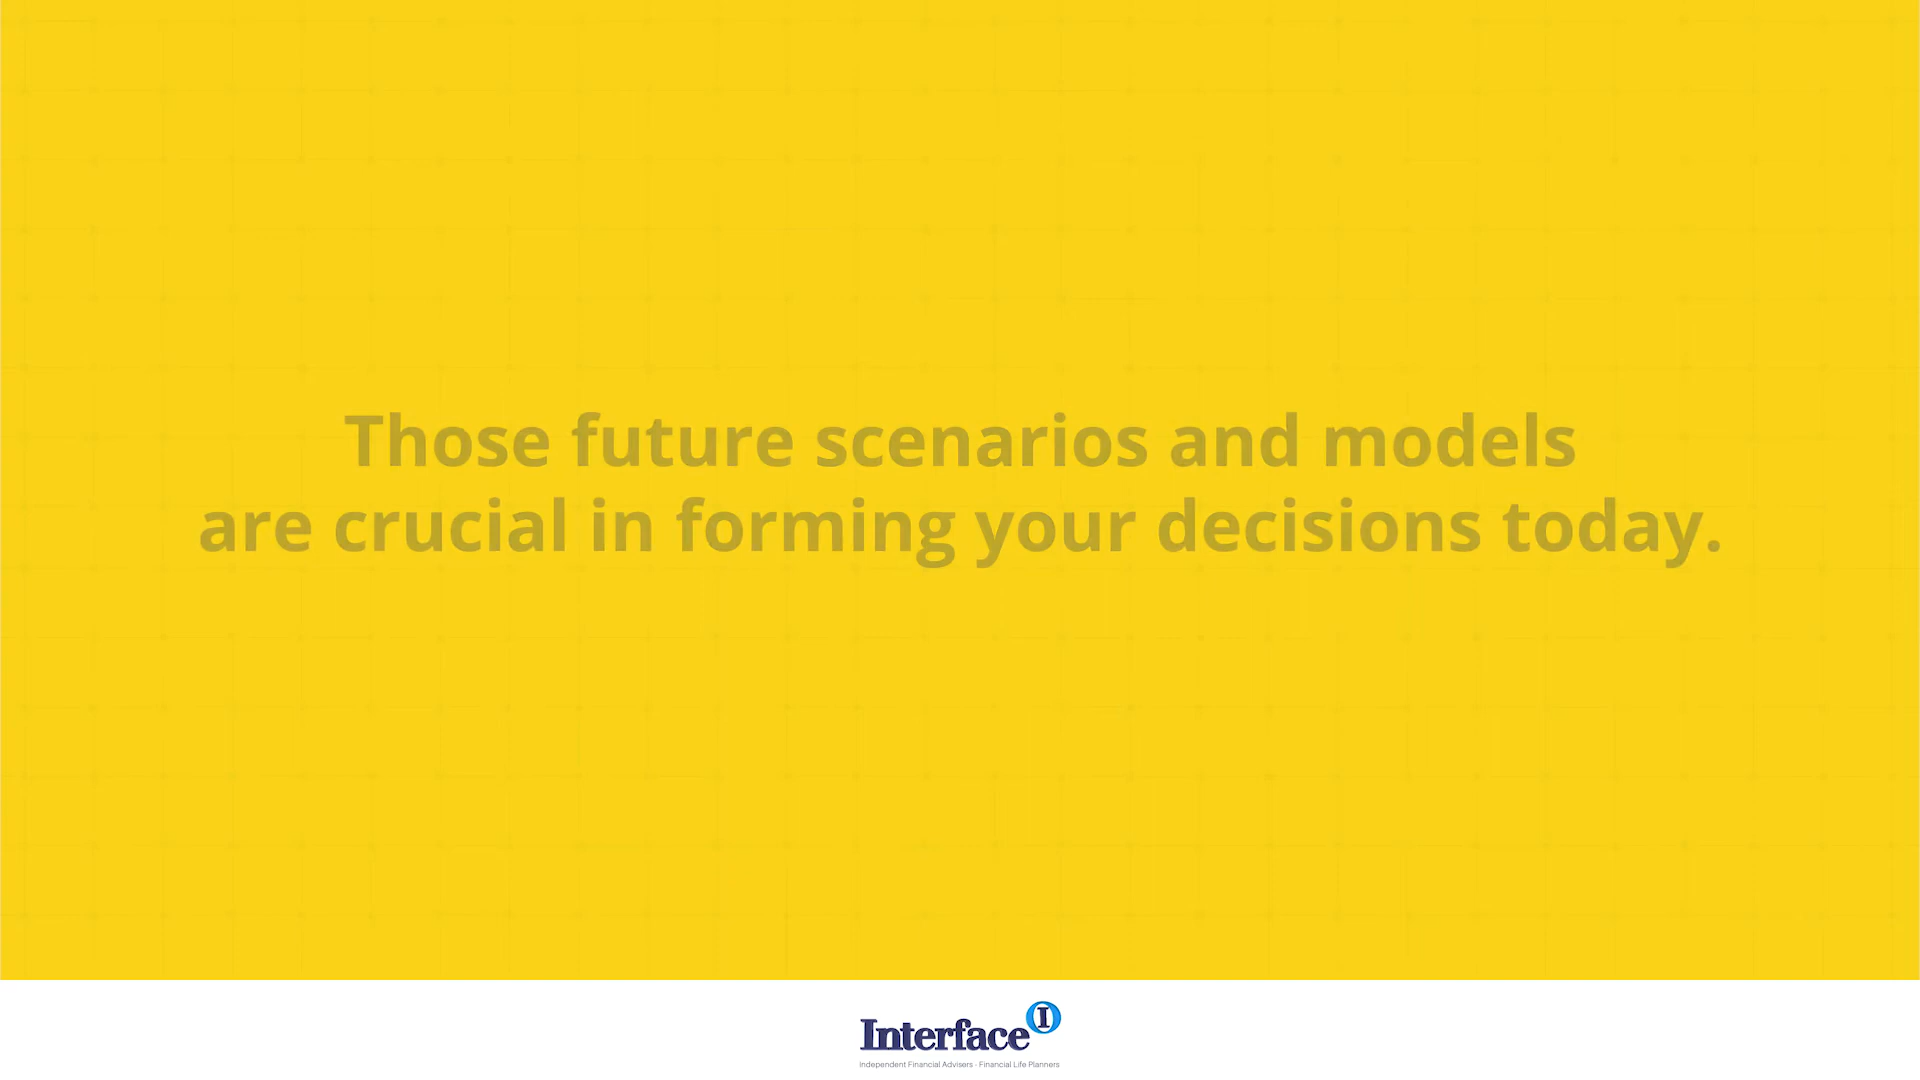 Those future scenarios and models
are crucial in forming your decisions today.
Interface I
Independent Financial Advisers - Financial Life Planners